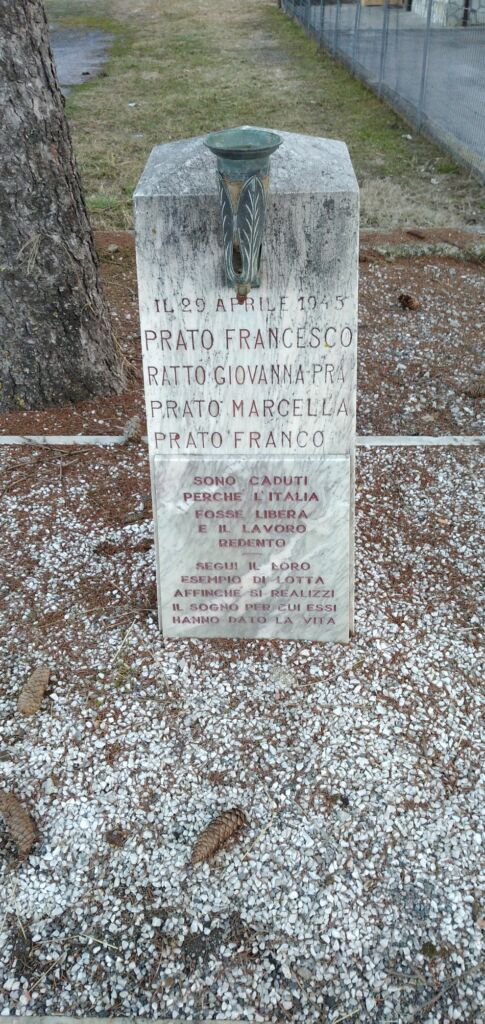 IL 29 APRILE 1945
PRATO FRANCESCO
RATTO GIOVANNA PRA
PRATO MARCELLA
PRATO FRANCO
SONO CADUTI
PERCHE L'ITALIA
FOSSE LIBERA
E IL LAVORO
REDENTO
SEGUI IL LORO
ESEMPIO DI LOTTA
AFFINCHE SI REALIZZI
IL SOGNO PER CUI ESSI
HANNO DATO LA VITA